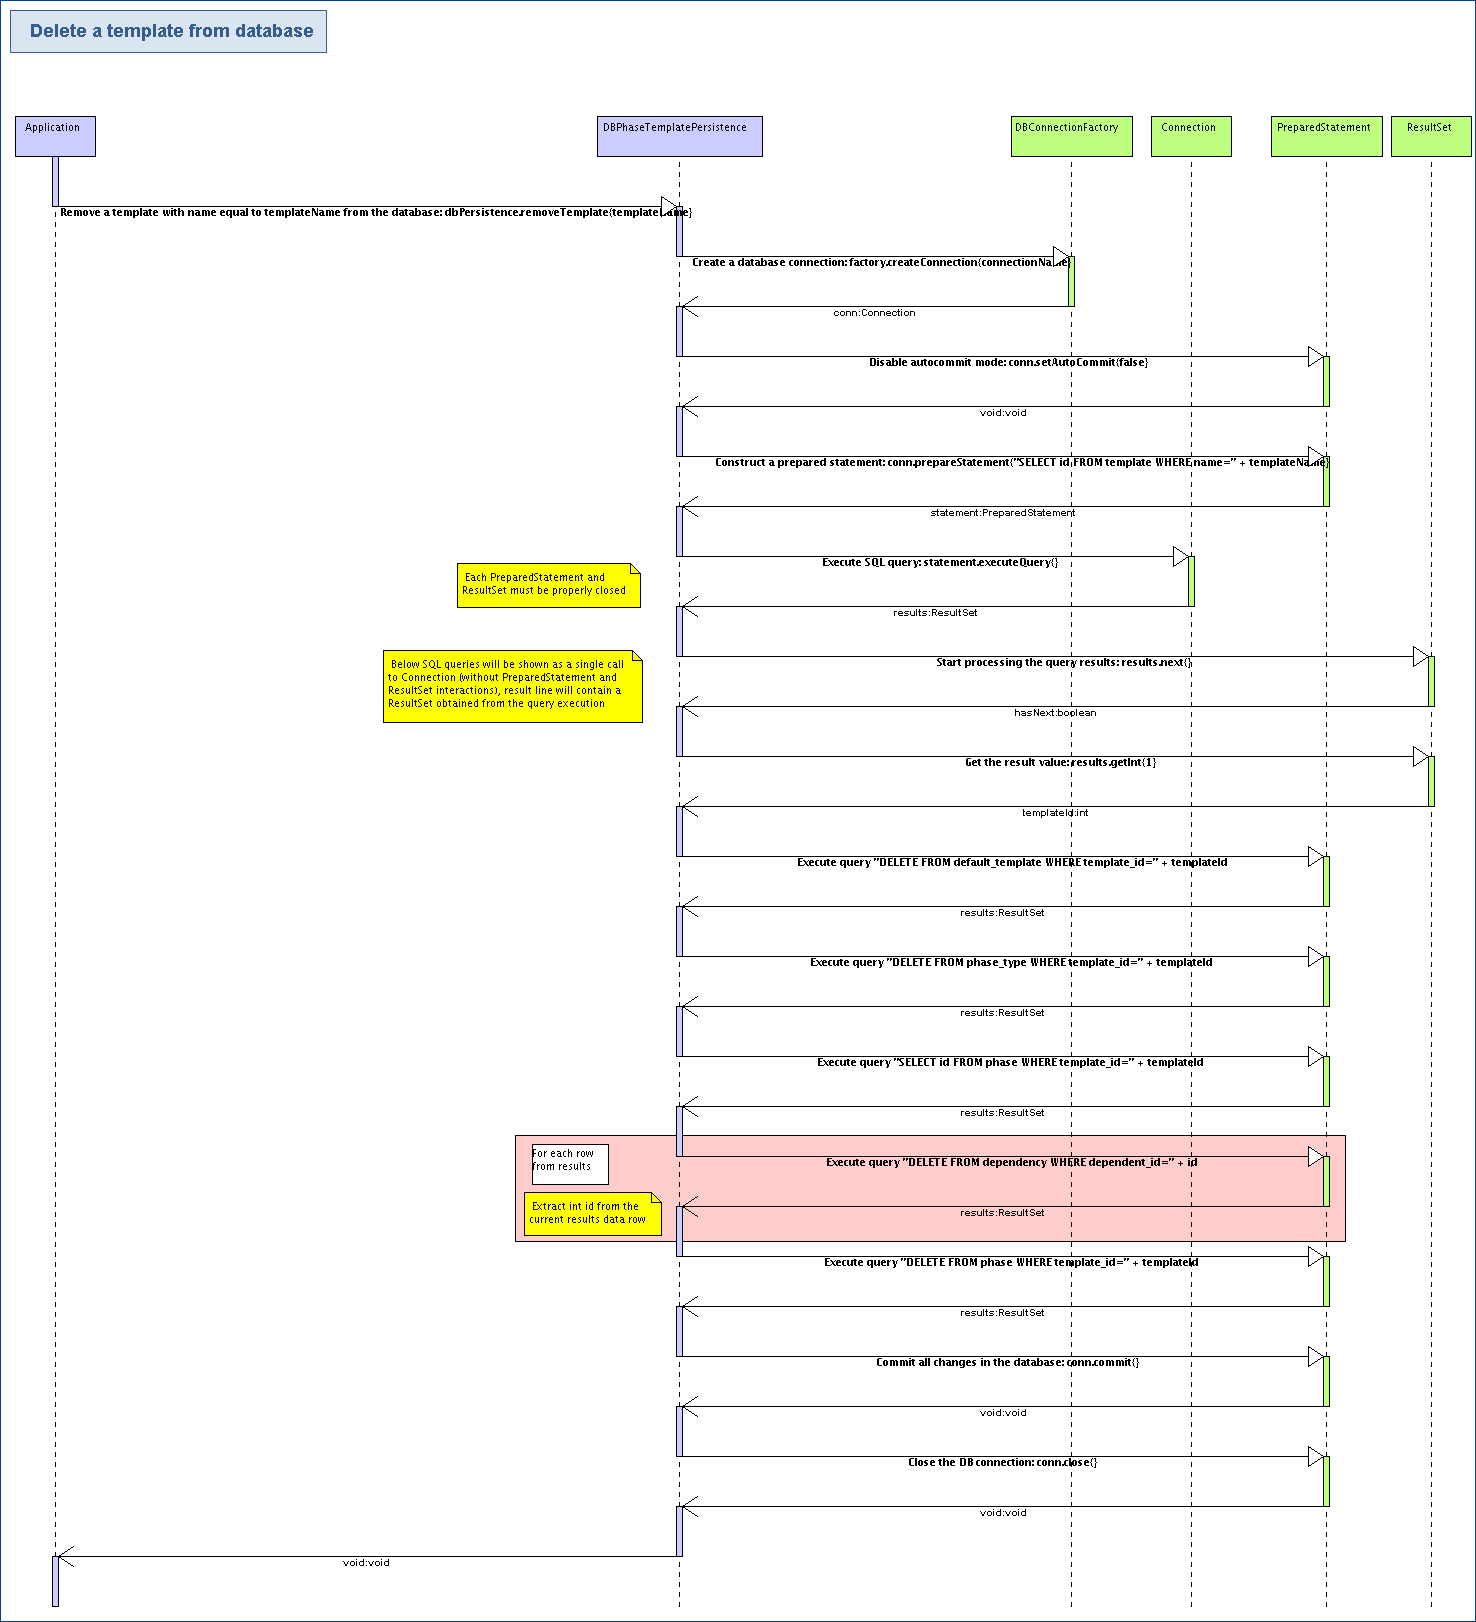 Delete a template from database
Application
DBPhaseTemplatePersistence
DBConnectionFactory
Connection
PreparedStatement
ResultSet
Remove a template with name equal to templateName from the database: dbPersistence.removeTemplate{templateName}
Create a database connection: factory.createConnection{connectionName}
conn:Connection
Disable autocommit mode: conn.setAutoCommit{false}
void:void
Construct a prepared statement: conn.prepareStatement{"SELECT id FROM template WHERE name=" + templateName}
statement:PreparedStatement
Execute SQL query: statement.executeQuery{}
Each PreparedStatement and
ResultSet must be properly closed
results:ResultSet
Start processing the query results: results.next{}
Below SQL queries will be shown as a single call
to Connection (without PreparedStatement and
ResultSet interactions), result line will contain a
ResultSet obtained from the query execution
hasNext:boolean
Get the result value: results.getInt{1}
templateId:int
Execute query "DELETE FROM default_template WHERE template_id=" + templateId
results:ResultSet
Execute query "DELETE FROM phase_type WHERE template_id=" + templateId
results:ResultSet
Execute query "SELECT id FROM phase WHERE template_id=" + templateId
results:ResultSet
For each row
from results
Execute query "DELETE FROM dependency WHERE dependent_id=" + id
Extract int id from the
current results data row
results:ResultSet
Execute query "DELETE FROM phase WHERE template_id=" + templateId
results:ResultSet
Commit all changes in the database: conn.commit{}
void:void
Close the DB connection: conn.close{}
void:void
void:void